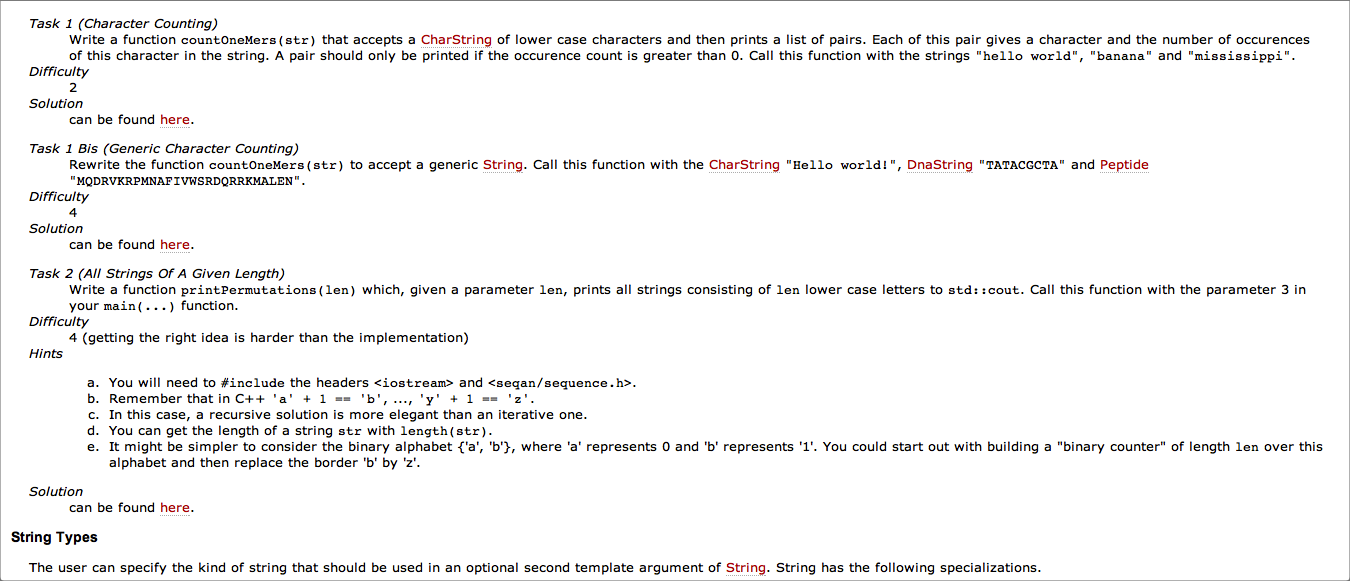 Task 1 (Character Counting)
Write a function countOneMers(str) that accepts a CharString of lower case characters and then prints a list of pairs. Each of this pair gives a character and the number of occurences
of this character in the string. A pair should only be printed if the occurence count is greater than 0. Call this function with the strings "hello world", "banana" and "mississippi".
Difficulty
2
Solution
can be found here.
Task 1 Bis (Generic Character Counting)
Rewrite the function countOneMers(str) to accept a generic String. Call this function with the CharString "Hello world!", DnaString "TATACGCTA" and Peptide
"MQDRVKRPMNAFIVWSRDQRRKMALEN".
Difficulty
4
Solution
can be found here.
Task 2 (All Strings Of A Given Length)
Write a function printPermutations(len) which, given a parameter len, prints all strings consisting of len lower case letters to std::cout. Call this function with the parameter 3 in
your main(...) function.
Difficulty
4 (getting the right idea is harder than the implementation)
Hints
a. You will need to #include the headers <iostream> and <seqan/sequence.h>.
b. Remember that in C++ 'a' + 1 == 'b', ..., 'y' + 1 == 'z'.
c. In this case, a recursive solution is more elegant than an iterative one.
d. You can get the length of a string str with length(str).
e. It might be simpler to consider the binary alphabet {'a', 'b'}, where 'a' represents 0 and 'b' represents '1'. You could start out with building a "binary counter" of length len over this
alphabet and then replace the border 'b' by 'z'.
Solution
can be found here.
String Types
The user can specify the kind of string that should be used in an optional second template argument of String. String has the following specializations.